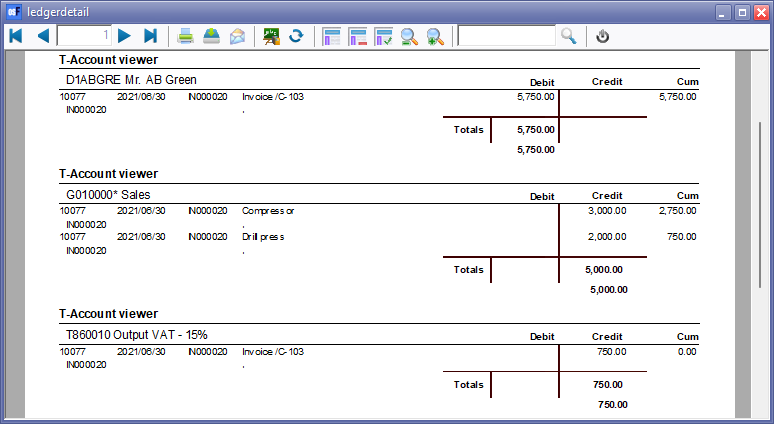 ledgerdetail
1
T-Account viewer
D1ABGRE Mr. AB Green Debit Credit Cum
10077 2021/06/30 IN000020 Invoice /C-103 5,750.00 5,750.00
IN000020 .
Totals 5,750.00
5,750.00
T-Account viewer
G010000* Sales Debit Credit Cum
10077 2021/06/30 IN000020 Compressor 3,000.00 2,750.00
IN000020 .
10077 2021/06/30 IN000020 Drill press 2,000.00 750.00
IN000020 .
Totals 5,000.00
5,000.00
T-Account viewer
T860010 Output VAT - 15% Debit Credit Cum
10077 2021/06/30 IN000020 Invoice /C-103 750.00 0.00
IN000020 .
Totals 750.00
750.00